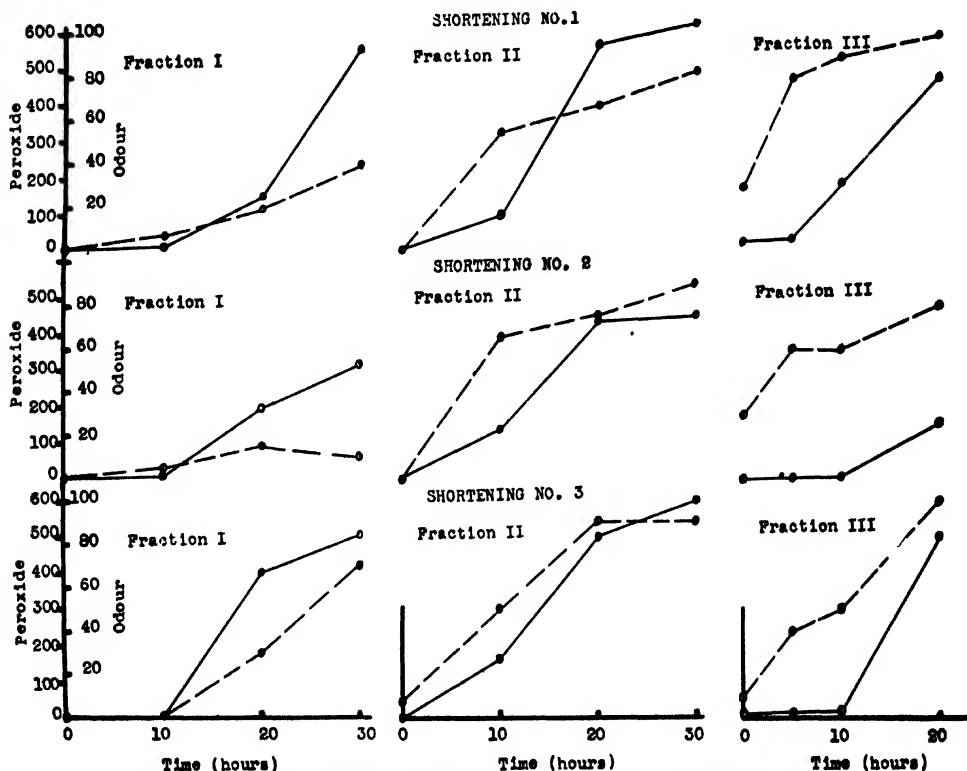 SHORTENING NO.1
Fraction I
Fraction II
Fraction III
Peroxide
600
500
400
300
200
100
0
Odour
100
80
60
40
20
SHORTENING NO. 2
Fraction I
Fraction II
Fraction III
Peroxide
500
400
300
200
100
0
Odour
80
60
40
20
SHORTENING NO. 3
Fraction I
Fraction II
Fraction III
Peroxide
600
500
400
300
200
100
0
Odour
100
80
60
40
20
0 10 20 30
0 10 20 30
0 10 20
Time (hours)
Time (hours)
Time (hours)